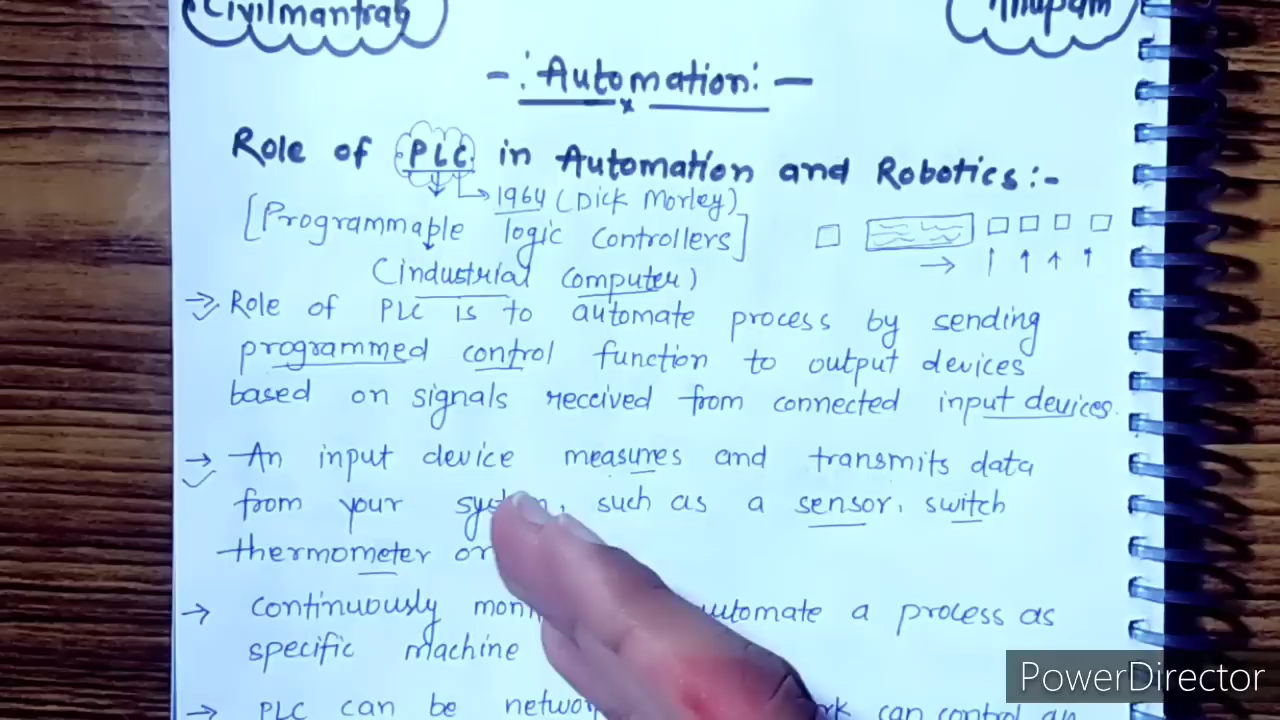 Civilmantraa
Anupam
-: Automation: -
Role of PLC in Automation and Robotics:-
→ 1964 (Dick Morley)
[Programmable logic controllers]
(industrial computer)
→ Role of PLC is to automate process by sending
programmed control function to output devices
based on signals received from connected input devices.
→ An input device measures and transmits data
from your system, such as a sensor, switch
thermometer or
→ continuously automate a process as
specific machine
→ PLC can be can control an
PowerDirector